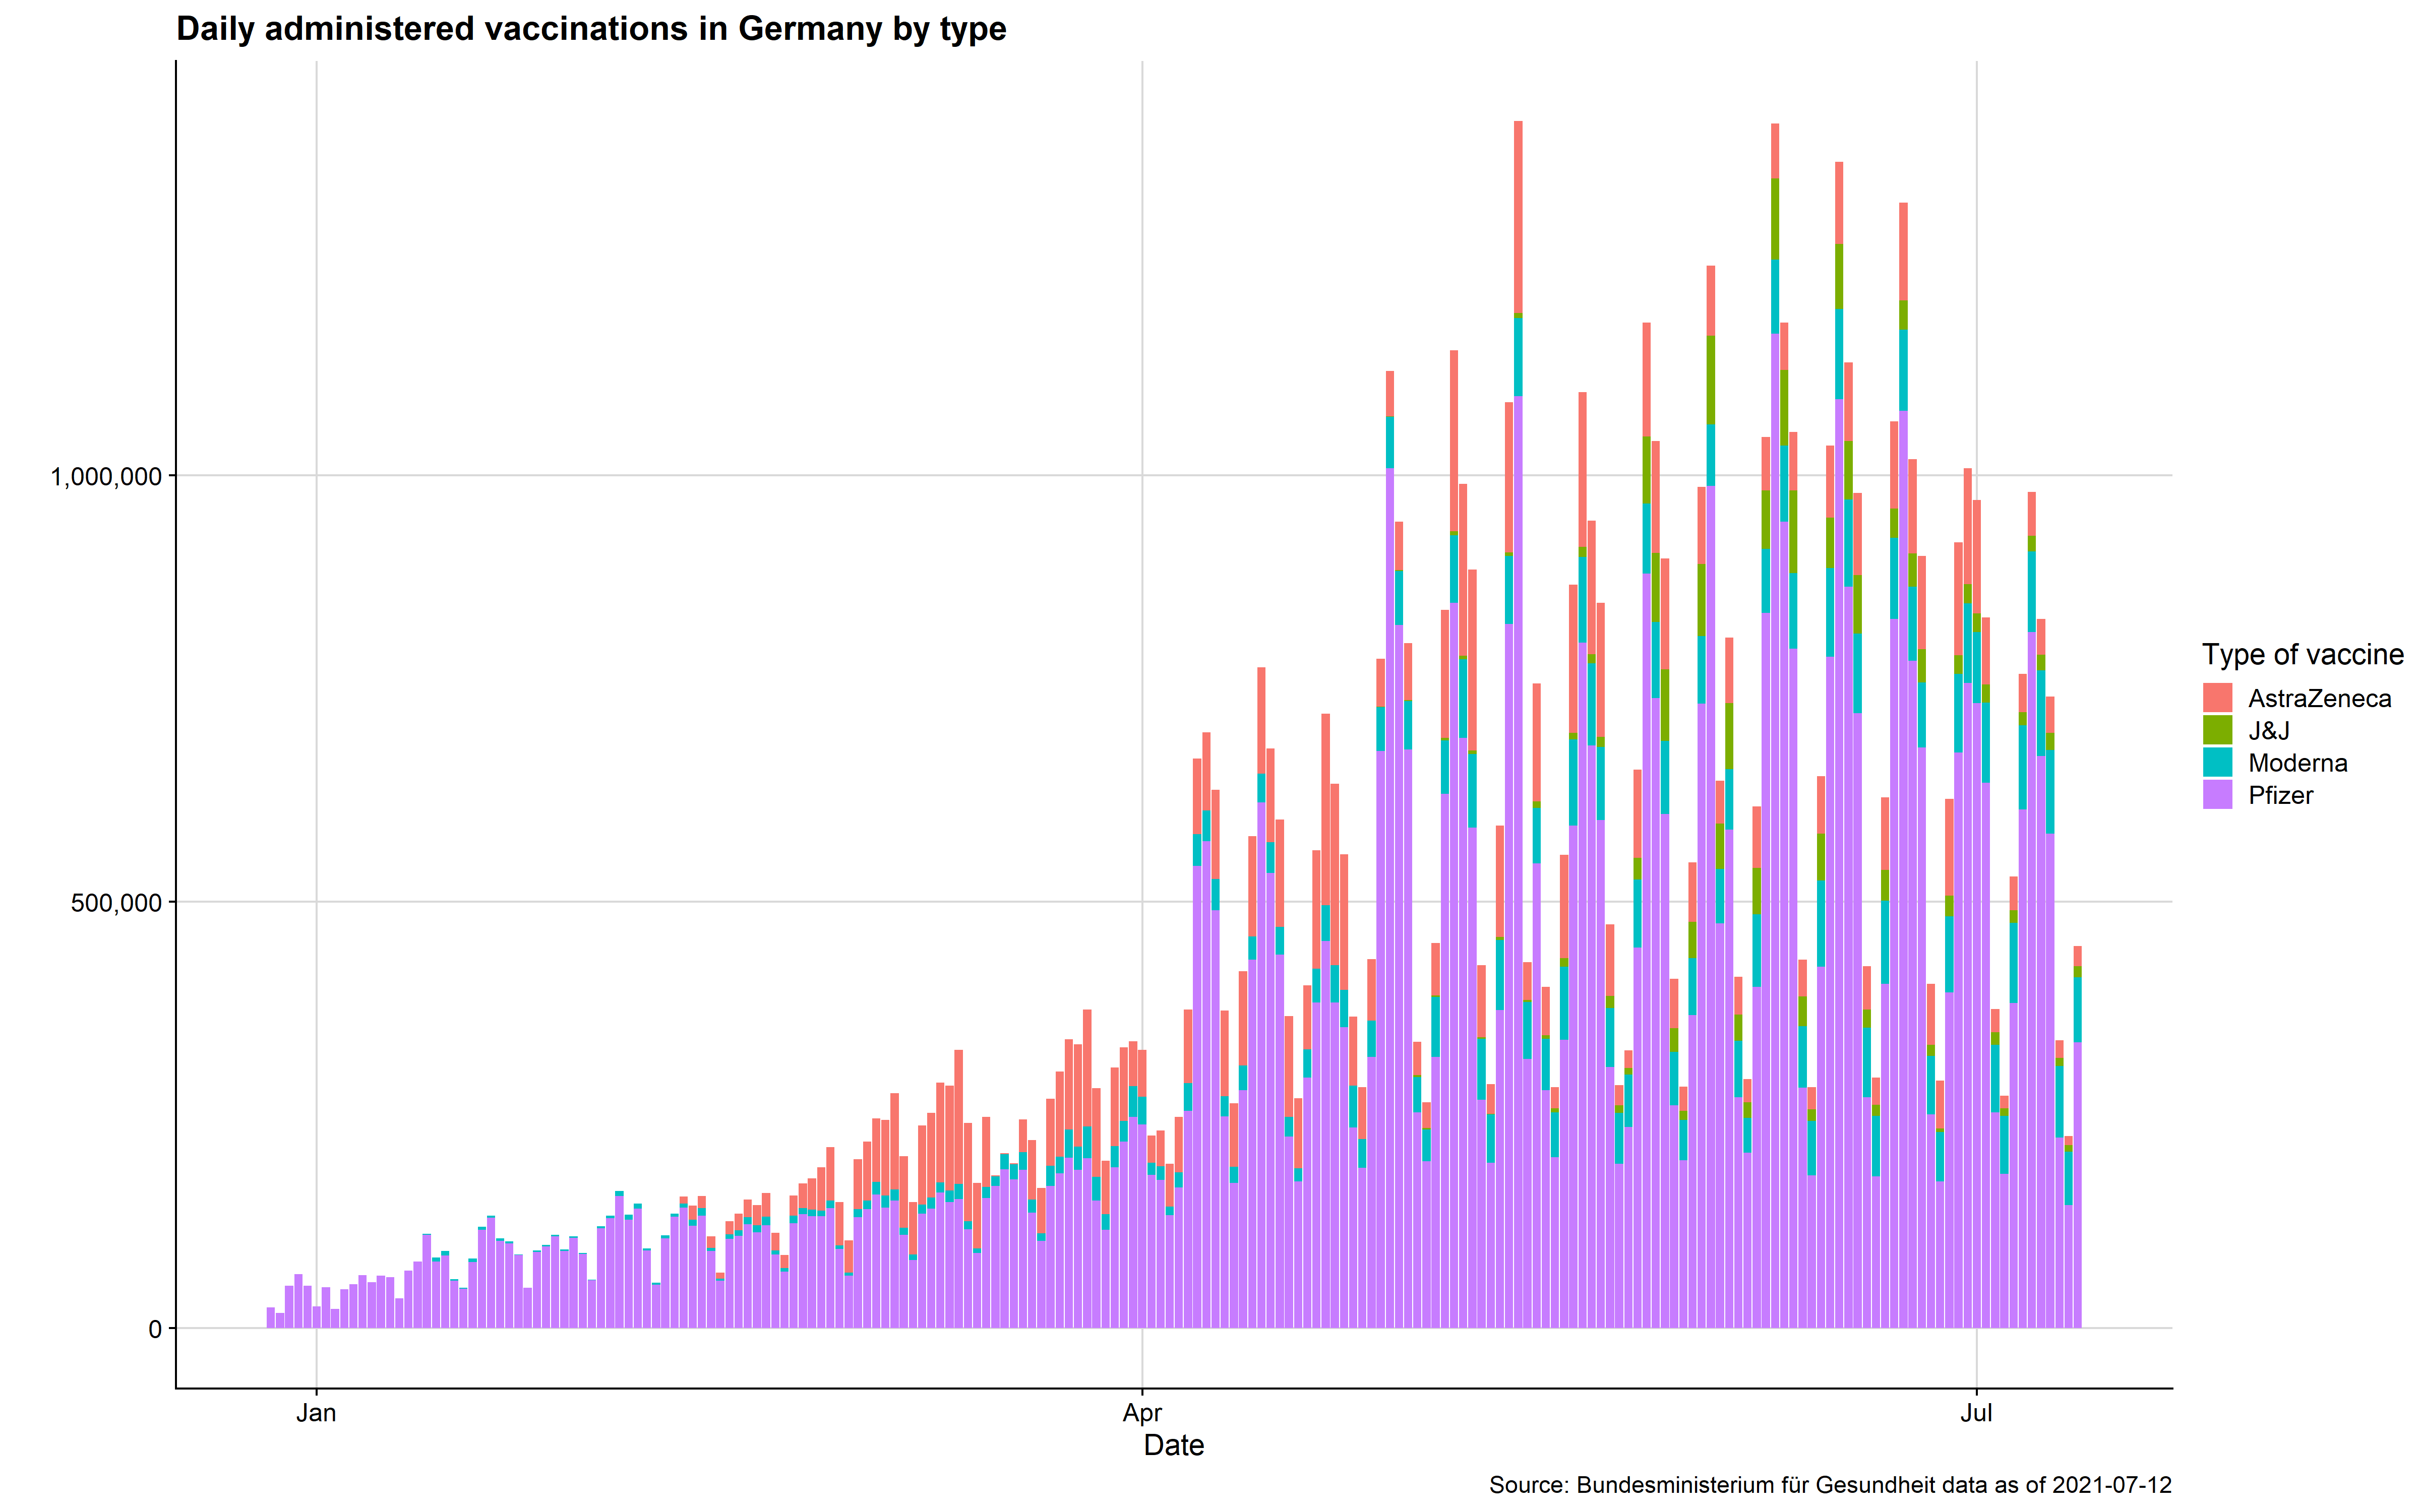 Daily administered vaccinations in Germany by type
1,000,000
500,000
0
Jan
Apr
Jul
Date
Type of vaccine
AstraZeneca
J&J
Moderna
Pfizer
Source: Bundesministerium für Gesundheit data as of 2021-07-12